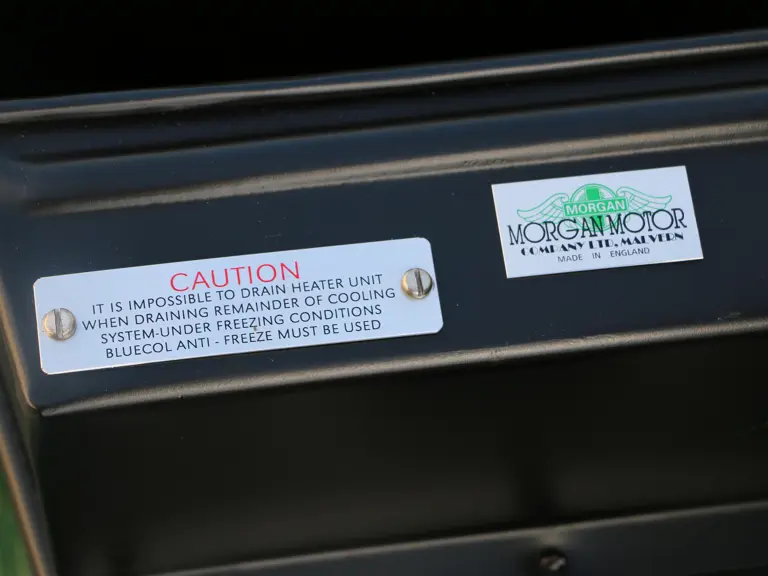 CAUTION
IT IS IMPOSSIBLE TO DRAIN HEATER UNIT
WHEN DRAINING REMAINDER OF COOLING
SYSTEM-UNDER FREEZING CONDITIONS
BLUECOL ANTI - FREEZE MUST BE USED
MORGAN
MORGAN MOTOR
COMPANY LTD, MALVERN
MADE IN ENGLAND